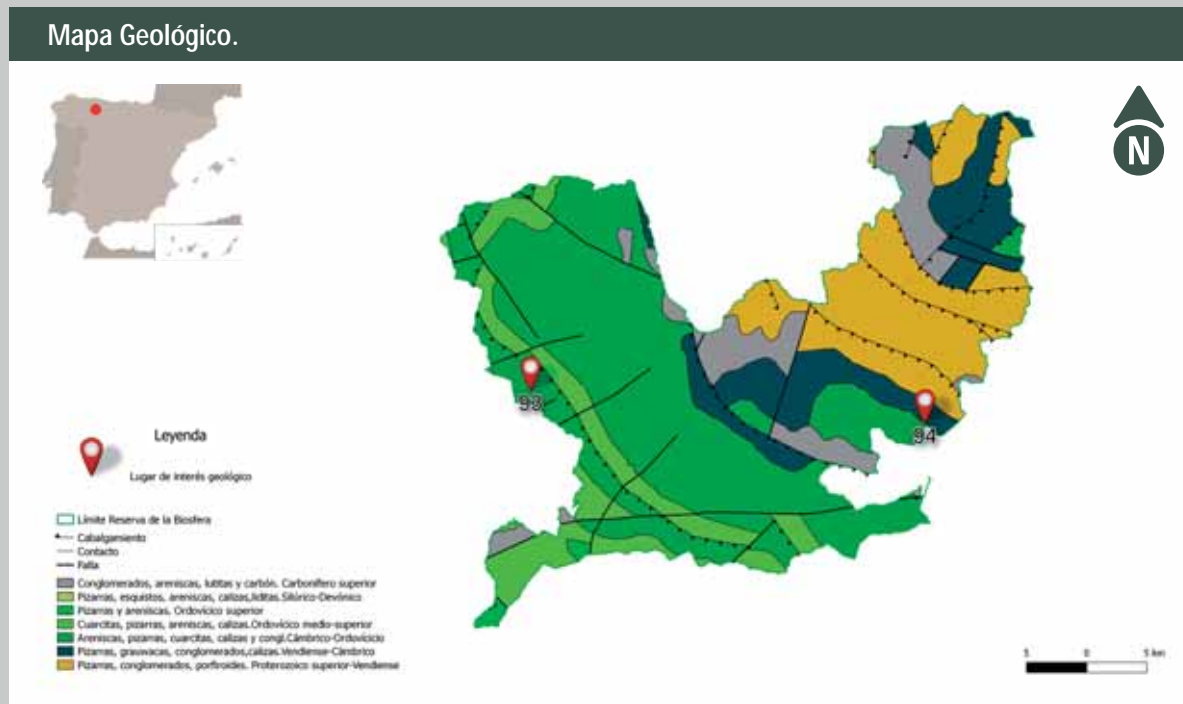 Mapa Geológico.
N
93
94
Leyenda
Lugar de interés geológico
Límite Reserva de la Biosfera
Cabalgamiento
Contacto
Falla
Conglomerados, areniscas, lutitas y carbón. Carbonífero superior
Pizarras, esquistos, areniscas, calizas,liditas.Silúrico-Devónico
Pizarras y areniscas. Ordovícico superior
Cuarcitas, pizarras, areniscas, calizas.Ordovícico medio-superior
Areniscas, pizarras, cuarcitas, calizas y congl.Cámbrico-Ordovícicio
Pizarras, grauvacas, conglomerados,calizas.Vendiense-Cámbrico
Pizarras, conglomerados, porfiroides. Proterozoico superior-Vendiense
5 0 5 km